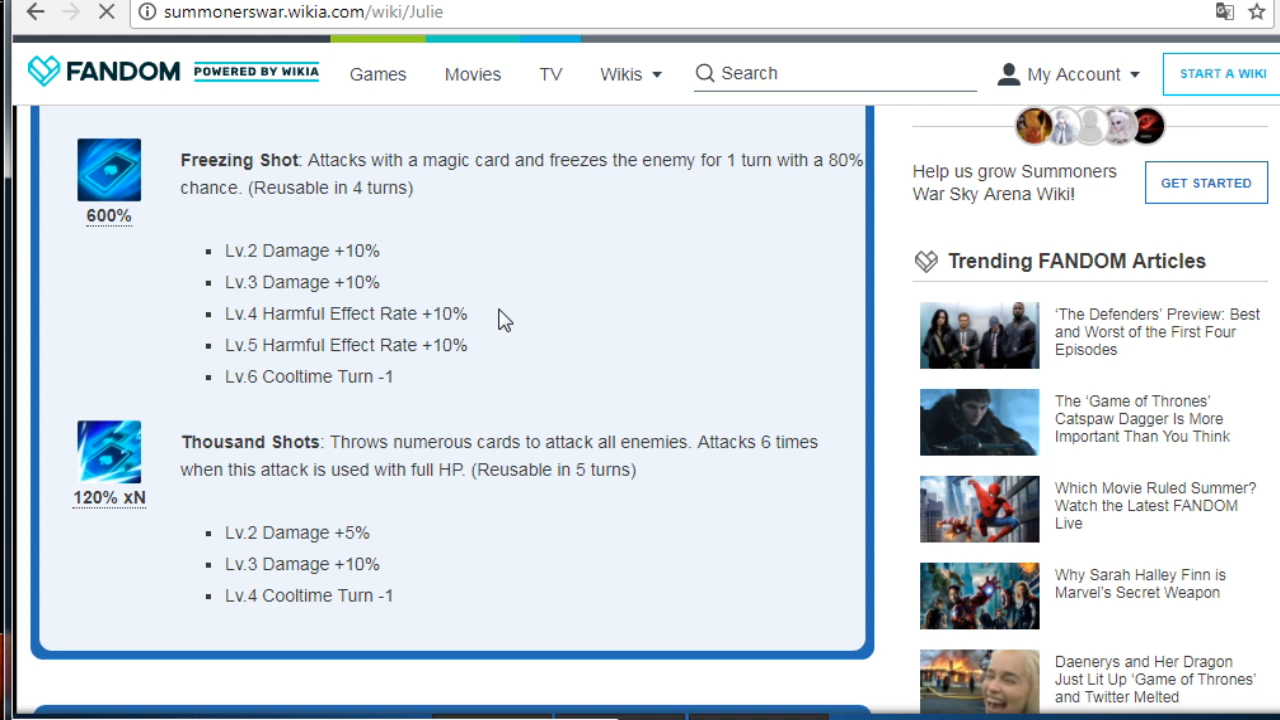 summonerswar.wikia.com/wiki/Julie
FANDOM POWERED BY WIKIA Games Movies TV Wikis Search My Account START A WIKI
Freezing Shot: Attacks with a magic card and freezes the enemy for 1 turn with a 80%
chance. (Reusable in 4 turns)
600%
Lv.2 Damage +10%
Lv.3 Damage +10%
Lv.4 Harmful Effect Rate +10%
Lv.5 Harmful Effect Rate +10%
Lv.6 Cooltime Turn -1
Thousand Shots: Throws numerous cards to attack all enemies. Attacks 6 times
when this attack is used with full HP. (Reusable in 5 turns)
120% xN
Lv.2 Damage +5%
Lv.3 Damage +10%
Lv.4 Cooltime Turn -1
Help us grow Summoners
War Sky Arena Wiki!
GET STARTED
Trending FANDOM Articles
‘The Defenders’ Preview: Best
and Worst of the First Four
Episodes
The ‘Game of Thrones’
Catspaw Dagger Is More
Important Than You Think
Which Movie Ruled Summer?
Watch the Latest FANDOM
Live
Why Sarah Halley Finn is
Marvel’s Secret Weapon
Daenerys and Her Dragon
Just Lit Up ‘Game of Thrones’
and Twitter Melted